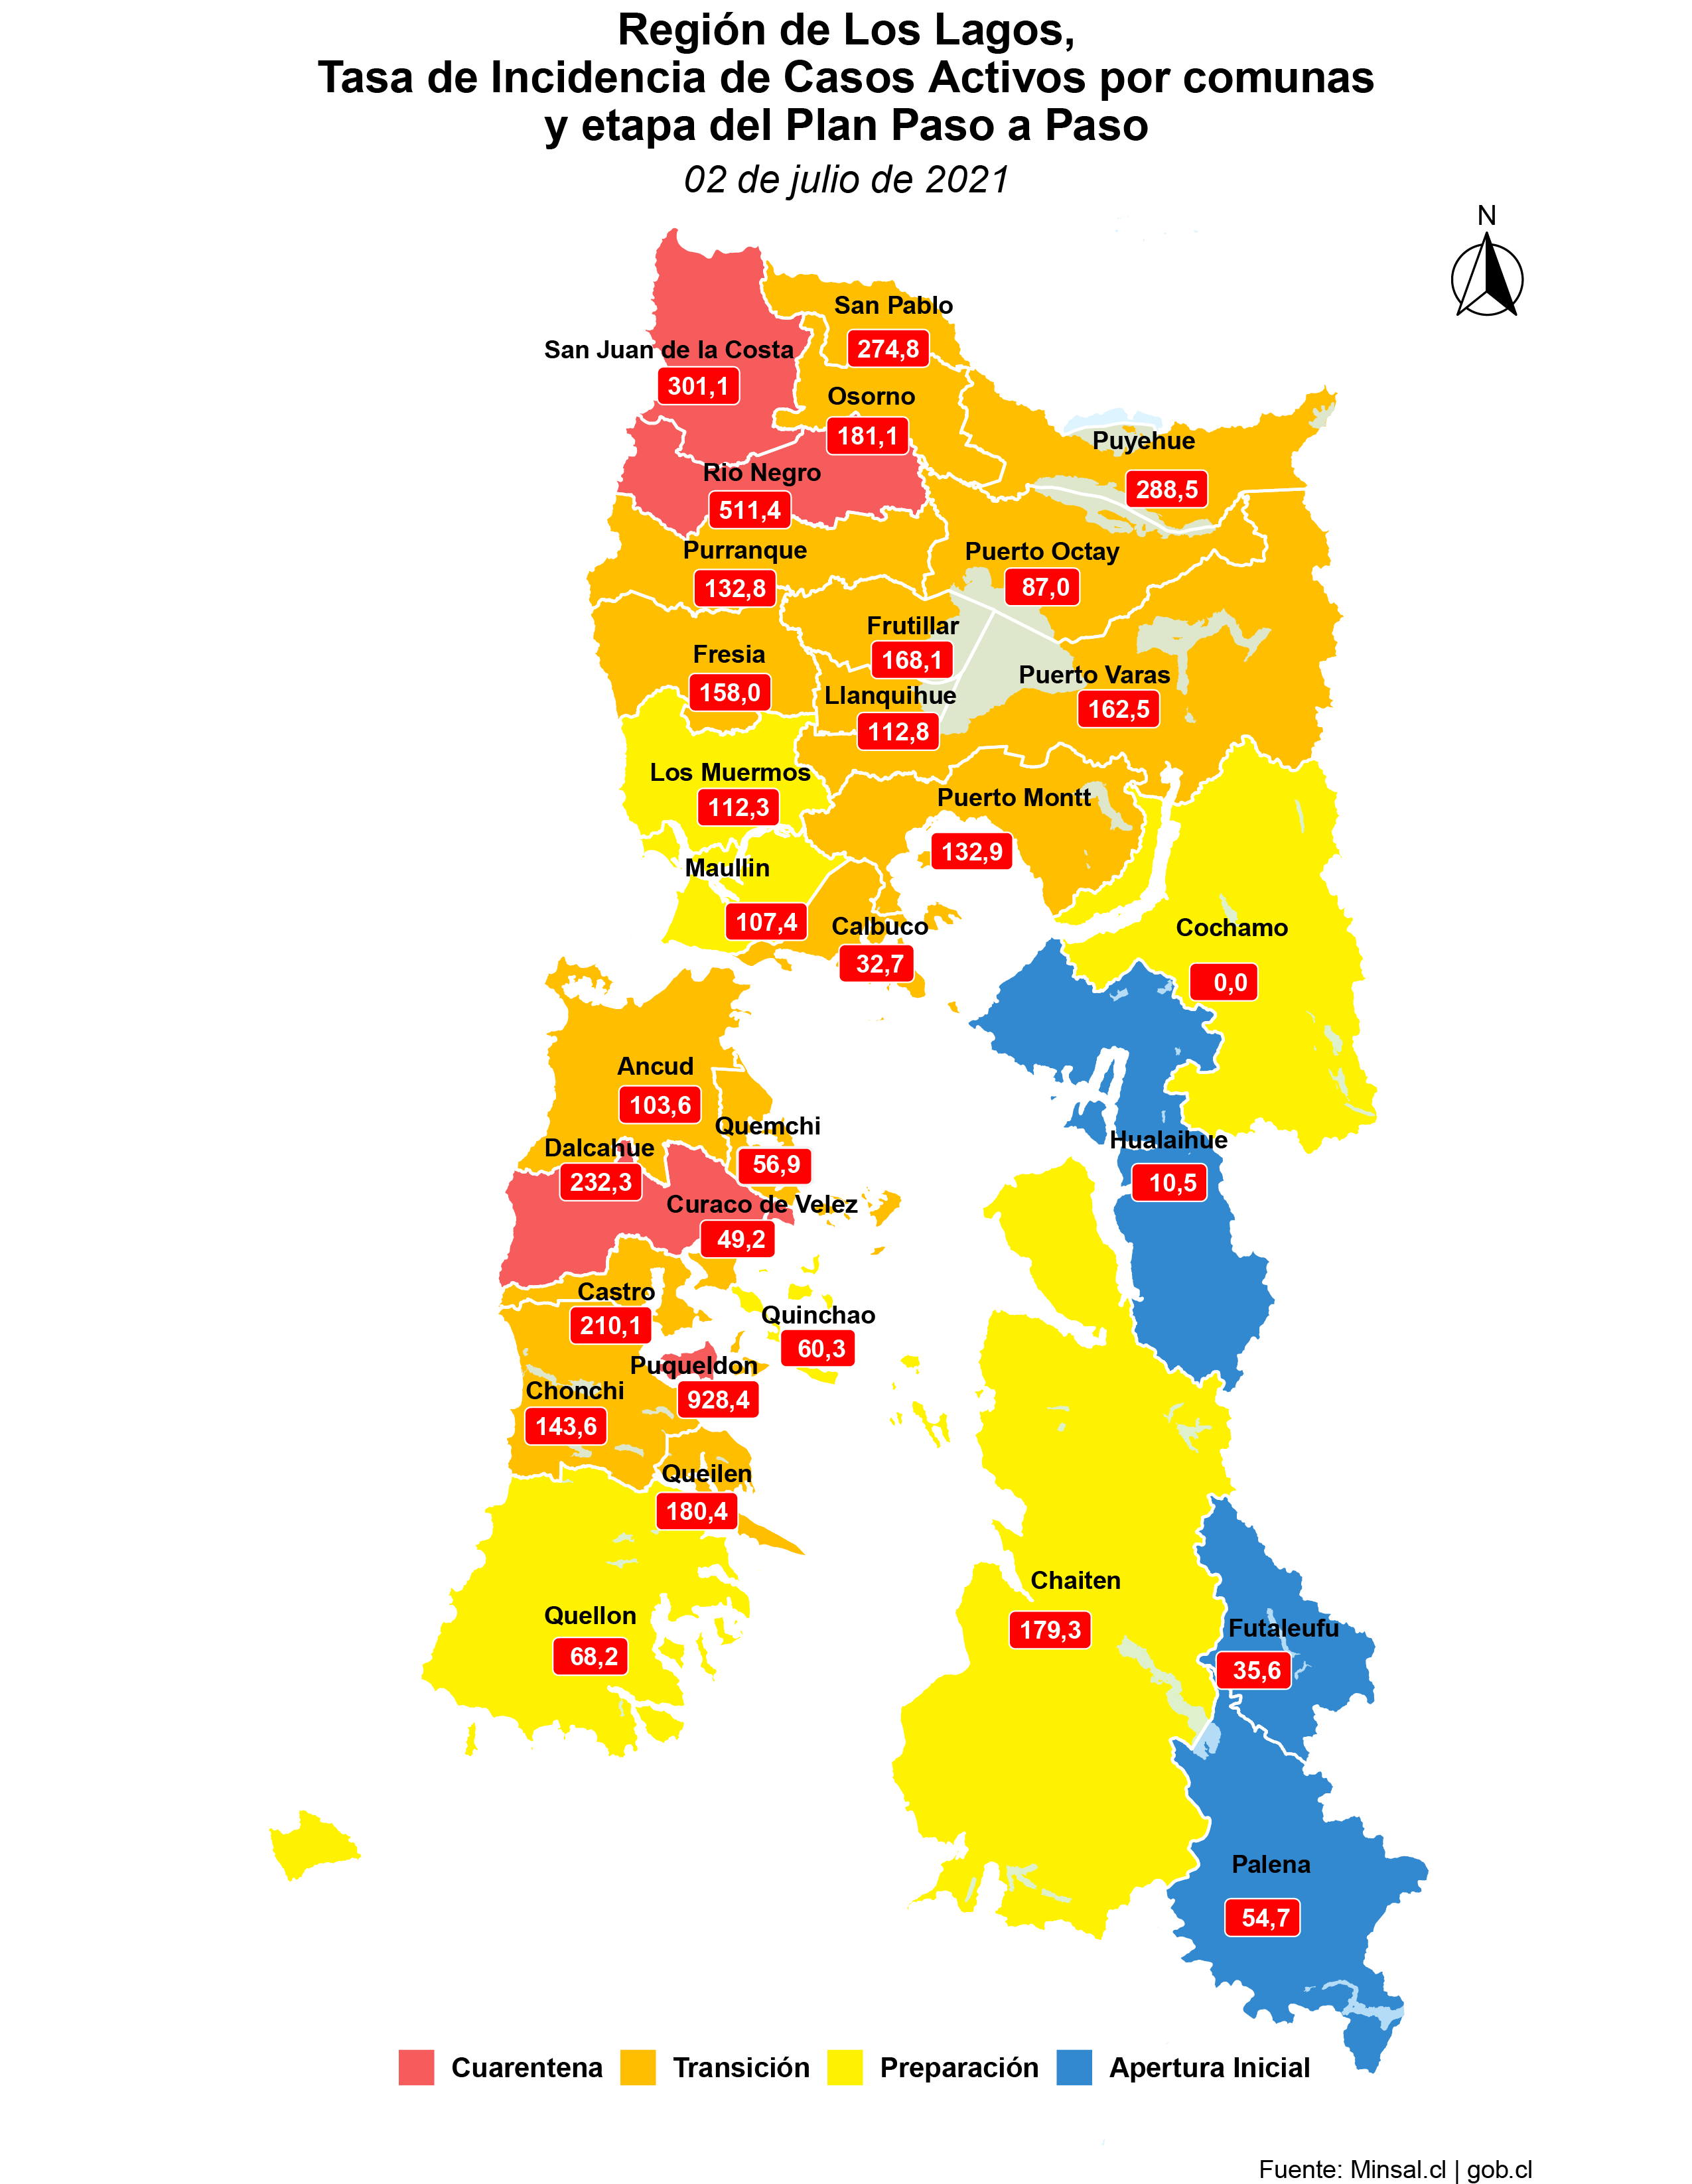 Región de Los Lagos,
Tasa de Incidencia de Casos Activos por comunas
y etapa del Plan Paso a Paso
02 de julio de 2021
N
San Pablo
274,8
San Juan de la Costa
301,1
Osorno
181,1
Puyehue
288,5
Rio Negro
511,4
Purranque
132,8
Puerto Octay
87,0
Frutillar
168,1
Fresia
158,0
Puerto Varas
162,5
Llanquihue
112,8
Los Muermos
112,3
Puerto Montt
132,9
Maullin
107,4
Calbuco
32,7
Cochamo
0,0
Ancud
103,6
Quemchi
56,9
Dalcahue
232,3
Hualaihue
10,5
Curaco de Velez
49,2
Castro
210,1
Quinchao
60,3
Puqueldon
928,4
Chonchi
143,6
Queilen
180,4
Chaiten
179,3
Quellon
68,2
Futaleufu
35,6
Palena
54,7
Cuarentena Transición Preparación Apertura Inicial
Fuente: Minsal.cl | gob.cl